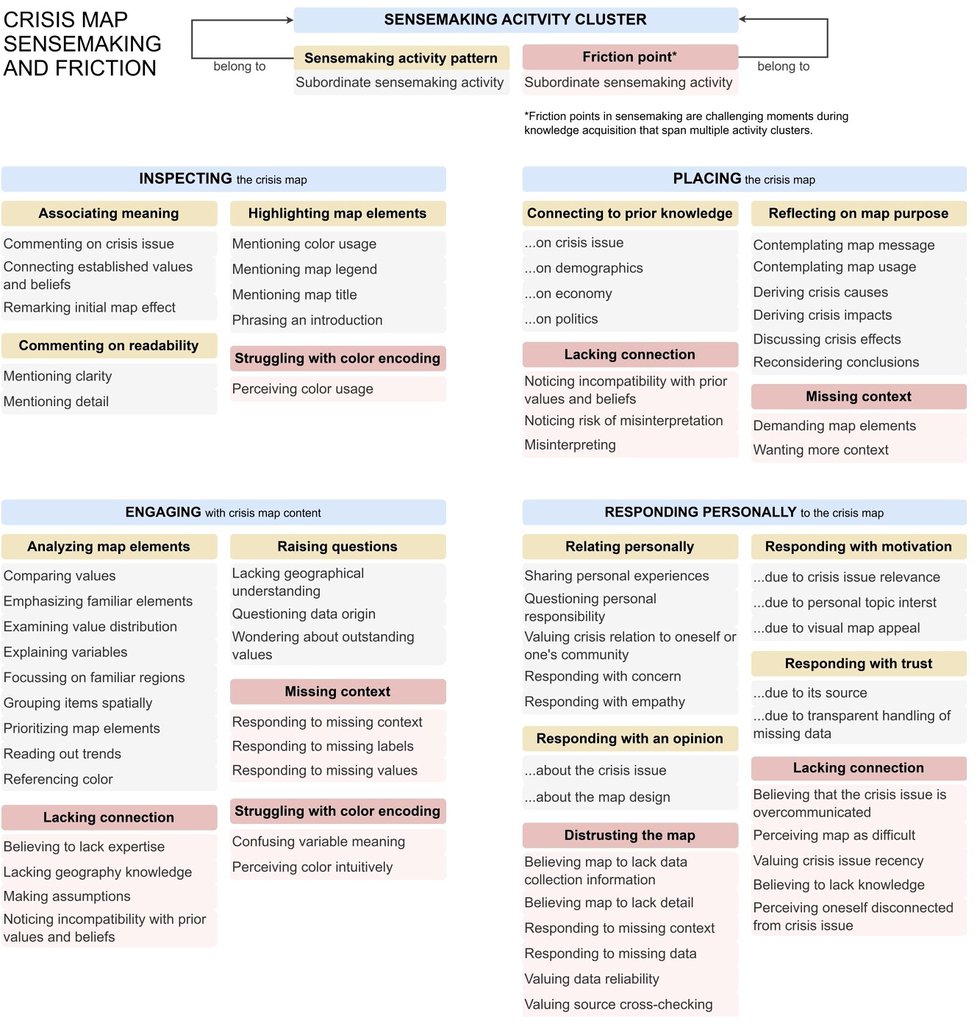 CRISIS MAP
SENSEMAKING
AND FRICTION
SENSEMAKING ACITVITY CLUSTER
belong to
Sensemaking activity pattern
Subordinate sensemaking activity
Friction point*
Subordinate sensemaking activity
belong to
*Friction points in sensemaking are challenging moments during
knowledge acquisition that span multiple activity clusters.
INSPECTING the crisis map
Associating meaning
Commenting on crisis issue
Connecting established values
and beliefs
Remarking initial map effect
Commenting on readability
Mentioning clarity
Mentioning detail
Highlighting map elements
Mentioning color usage
Mentioning map legend
Mentioning map title
Phrasing an introduction
Struggling with color encoding
Perceiving color usage
PLACING the crisis map
Connecting to prior knowledge
...on crisis issue
...on demographics
...on economy
...on politics
Lacking connection
Noticing incompatibility with prior
values and beliefs
Noticing risk of misinterpretation
Misinterpreting
Reflecting on map purpose
Contemplating map message
Contemplating map usage
Deriving crisis causes
Deriving crisis impacts
Discussing crisis effects
Reconsidering conclusions
Missing context
Demanding map elements
Wanting more context
ENGAGING with crisis map content
Analyzing map elements
Comparing values
Emphasizing familiar elements
Examining value distribution
Explaining variables
Focussing on familiar regions
Grouping items spatially
Prioritizing map elements
Reading out trends
Referencing color
Lacking connection
Believing to lack expertise
Lacking geography knowledge
Making assumptions
Noticing incompatibility with prior
values and beliefs
Raising questions
Lacking geographical
understanding
Questioning data origin
Wondering about outstanding
values
Missing context
Responding to missing context
Responding to missing labels
Responding to missing values
Struggling with color encoding
Confusing variable meaning
Perceiving color intuitively
RESPONDING PERSONALLY to the crisis map
Relating personally
Sharing personal experiences
Questioning personal
responsibility
Valuing crisis relation to oneself or
one's community
Responding with concern
Responding with empathy
Responding with an opinion
...about the crisis issue
...about the map design
Distrusting the map
Believing map to lack data
collection information
Believing map to lack detail
Responding to missing context
Responding to missing data
Valuing data reliability
Valuing source cross-checking
Responding with motivation
...due to crisis issue relevance
...due to personal topic interst
...due to visual map appeal
Responding with trust
...due to its source
...due to transparent handling of
missing data
Lacking connection
Believing that the crisis issue is
overcommunicated
Perceiving map as difficult
Valuing crisis issue recency
Believing to lack knowledge
Perceiving oneself disconnected
from crisis issue